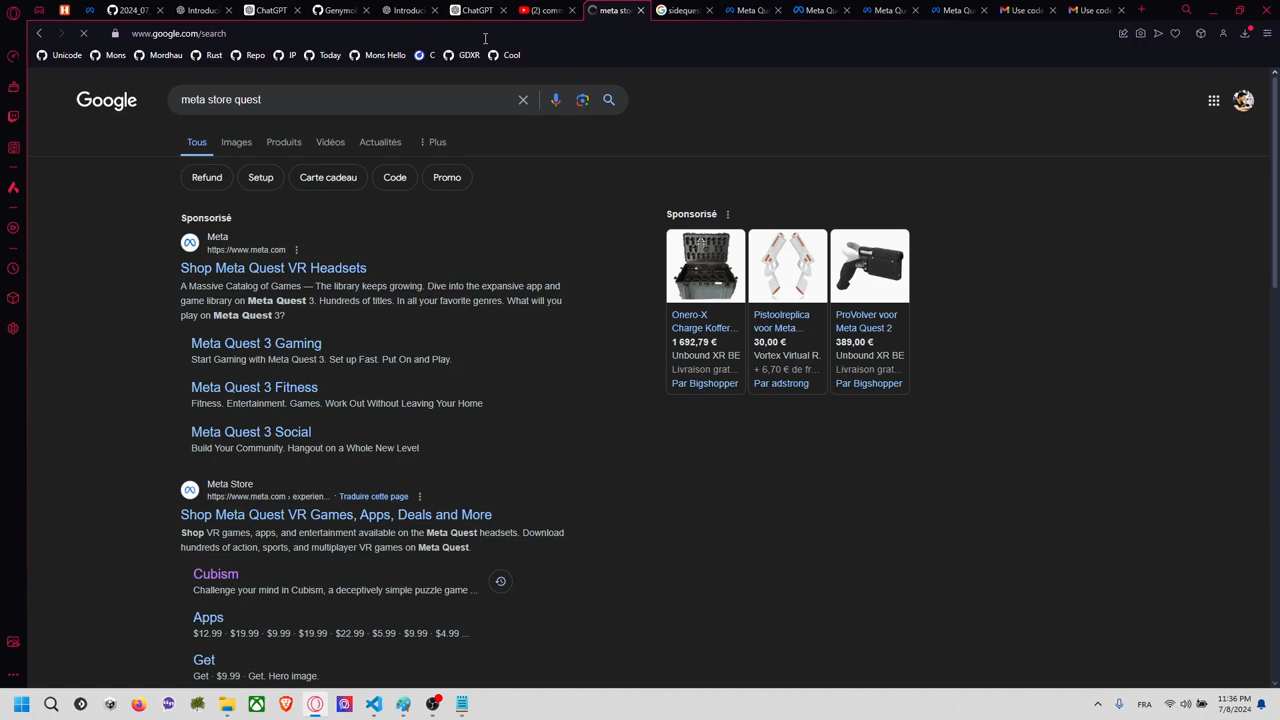 2024_07_
Introduci
ChatGPT
Genymob
Introduci
ChatGPT
(2) comm
meta sto
sideques
Meta Qu
Meta Qu
Meta Qu
Meta Qu
Use code
Use code
www.google.com/search
Unicode
Mons
Mordhau
Rust
Repo
IP
Today
Mons Hello
C
GDXR
Cool
Google
meta store quest
Tous
Images
Produits
Vidéos
Actualités
Plus
Refund
Setup
Carte cadeau
Code
Promo
Sponsorisé
Meta
https://www.meta.com
Shop Meta Quest VR Headsets
A Massive Catalog of Games — The library keeps growing. Dive into the expansive app and
game library on Meta Quest 3. Hundreds of titles. In all your favorite genres. What will you
play on Meta Quest 3?
Meta Quest 3 Gaming
Start Gaming with Meta Quest 3. Set up Fast. Put On and Play.
Meta Quest 3 Fitness
Fitness. Entertainment. Games. Work Out Without Leaving Your Home
Meta Quest 3 Social
Build Your Community. Hangout on a Whole New Level
Meta Store
https://www.meta.com › experien... · Traduire cette page
Shop Meta Quest VR Games, Apps, Deals and More
Shop VR games, apps, and entertainment available on the Meta Quest headsets. Download
hundreds of action, sports, and multiplayer VR games on Meta Quest.
Cubism
Challenge your mind in Cubism, a deceptively simple puzzle game ...
Apps
$12.99 · $19.99 · $9.99 · $19.99 · $22.99 · $5.99 · $9.99 · $4.99 ...
Get
Get · $9.99 · Get. Hero image.
Sponsorisé
Onero-X
Charge Koffer...
1 692,79 €
Unbound XR BE
Livraison grat...
Par Bigshopper
Pistoolreplica
voor Meta...
30,00 €
Vortex Virtual R.
+ 6,70 € de fr...
Par adstrong
ProVolver voor
Meta Quest 2
389,00 €
Unbound XR BE
Livraison grat...
Par Bigshopper
FRA
11:36 PM
7/8/2024